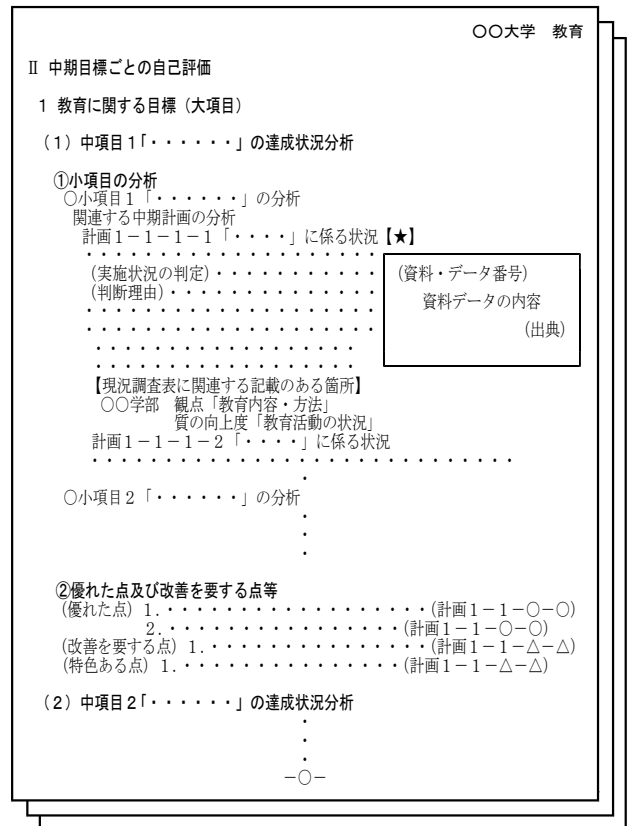 ○○大学　教育
Ⅱ 中期目標ごとの自己評価
1 教育に関する目標（大項目）
（1）中項目1「・・・・・・」の達成状況分析
①小項目の分析
○小項目1「・・・・・・」の分析
関連する中期計画の分析
計画1－1－1－1「・・・・」に係る状況【★】
・・・・・・・・・・・・・・・・・・・・
（実施状況の判定）・・・・・・・・・・・
（判断理由）・・・・・・・・・・・・・・
・・・・・・・・・・・・・・・・・・・・
・・・・・・・・・・・・・・・・・・・・
・・・・・・・・・・・・・・・・・・
・・・・・・・・・・・・・・・・・・
（資料・データ番号）
資料データの内容
（出典）
【現況調査表に関連する記載のある箇所】
○○学部　観点「教育内容・方法」
質の向上度「教育活動の状況」
計画1－1－1－2「・・・・」に係る状況
・・・・・・・・・・・・・・・・・・・・・・・・・・・・・
・
○小項目2「・・・・・・」の分析
・
・
・
②優れた点及び改善を要する点等
（優れた点）1.・・・・・・・・・・・・・・・・・・（計画1－1－○－○）
2.・・・・・・・・・・・・・・・・（計画1－1－○－○）
（改善を要する点）1.・・・・・・・・・・・・・・・（計画1－1－△－△）
（特色ある点）1.・・・・・・・・・・・・・・・（計画1－1－△－△）
（2）中項目2「・・・・・・」の達成状況分析
・
・
・
－○－